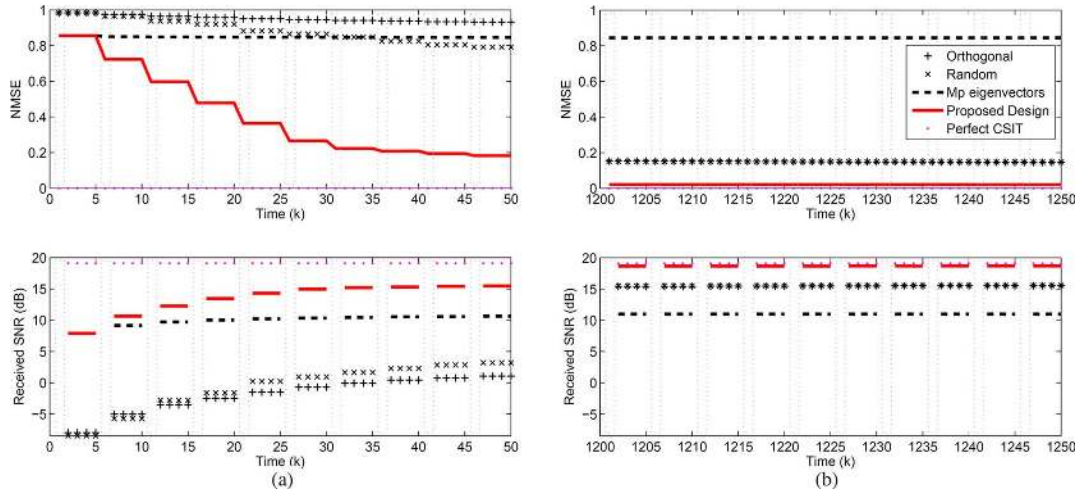 NMSE
1
0.8
0.6
0.4
0.2
0
0 5 10 15 20 25 30 35 40 45 50
Time (k)
Received SNR (dB)
20
15
10
5
0
−5
0 5 10 15 20 25 30 35 40 45 50
Time (k)
(a)
NMSE
1
0.8
0.6
0.4
0.2
0
1200 1205 1210 1215 1220 1225 1230 1235 1240 1245 1250
Time (k)
Orthogonal
Random
Mp eigenvectors
Proposed Design
Perfect CSIT
Received SNR (dB)
20
15
10
5
0
−5
1200 1205 1210 1215 1220 1225 1230 1235 1240 1245 1250
Time (k)
(b)